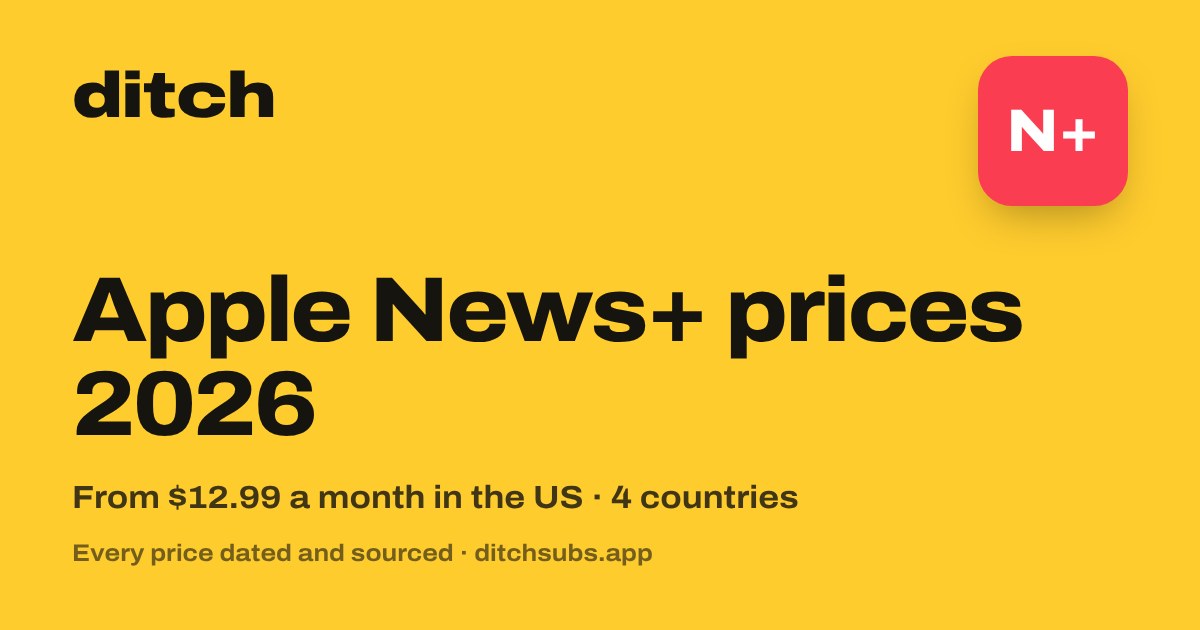 ditch
N+
Apple News+ prices
2026
From $12.99 a month in the US · 4 countries
Every price dated and sourced · ditchsubs.app